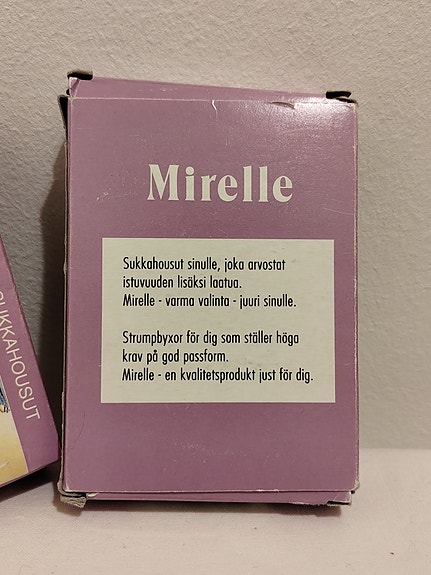 Mirelle
Sukkahousut sinulle, joka arvostat
istuvuuden lisäksi laatua.
Mirelle - varma valinta - juuri sinulle.
Strumpbyxor för dig som ställer höga
krav på god passform.
Mirelle - en kvalitetsprodukt just för dig.
SUKKAHOUSUT